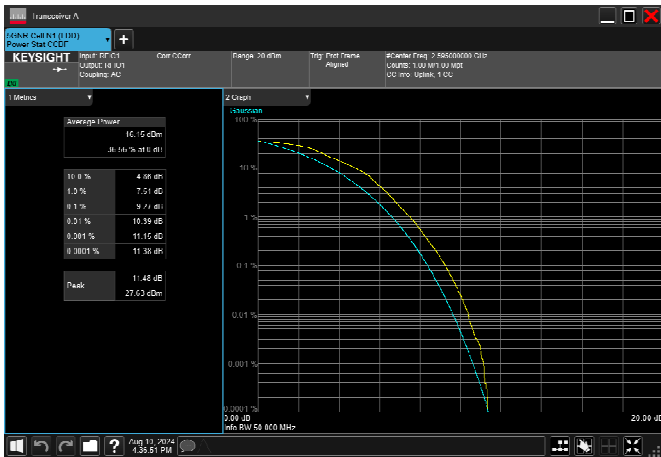 Transceiver A
5GNR Cell N1 (FDD)
Power Stat CCDF
KEYSIGHT
Input: RF IO1
Output: RF IO1
Coupling: AC
Corr CCorr
Range: 20 dBm
Trig: Prct Frame
Aligned
#Center Freq: 2.595000000 GHz
Counts: 1.00 M/1.00 Mpt
CC Info: Uplink, 1 CC
1 Metrics
2 Graph
Gaussian
Average Power
16.15 dBm
36.56 % at 0 dB
10.0 % 4.86 dB
1.0 % 7.51 dB
0.1 % 9.27 dB
0.01 % 10.39 dB
0.001 % 11.15 dB
0.0001 % 11.38 dB
Peak
11.48 dB
27.63 dBm
100 %
10 %
1 %
0.1 %
0.01 %
0.001 %
0.0001 %
0.00 dB
20.00 dB
Info BW 50.000 MHz
Aug 10, 2024
4:35:51 PM